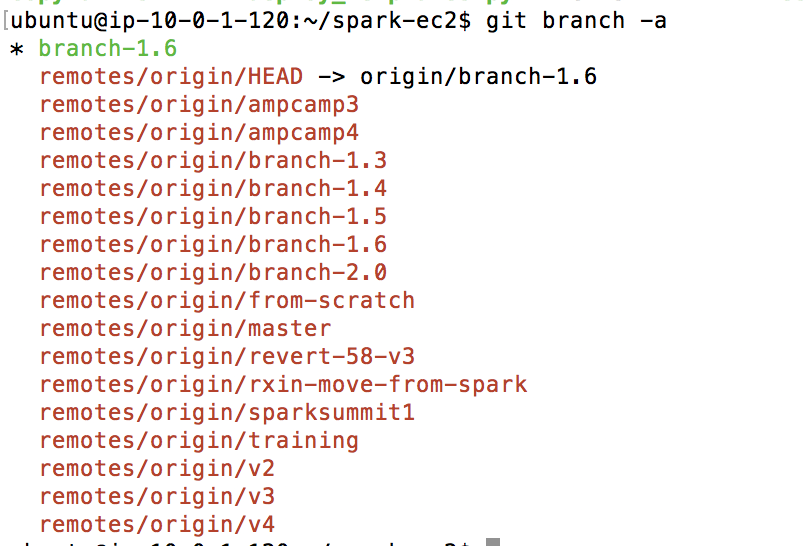 ubuntu@ip-10-0-1-120:~/spark-ec2$ git branch -a
* branch-1.6
remotes/origin/HEAD -> origin/branch-1.6
remotes/origin/ampcamp3
remotes/origin/ampcamp4
remotes/origin/branch-1.3
remotes/origin/branch-1.4
remotes/origin/branch-1.5
remotes/origin/branch-1.6
remotes/origin/branch-2.0
remotes/origin/from-scratch
remotes/origin/master
remotes/origin/revert-58-v3
remotes/origin/rxin-move-from-spark
remotes/origin/sparksummit1
remotes/origin/training
remotes/origin/v2
remotes/origin/v3
remotes/origin/v4